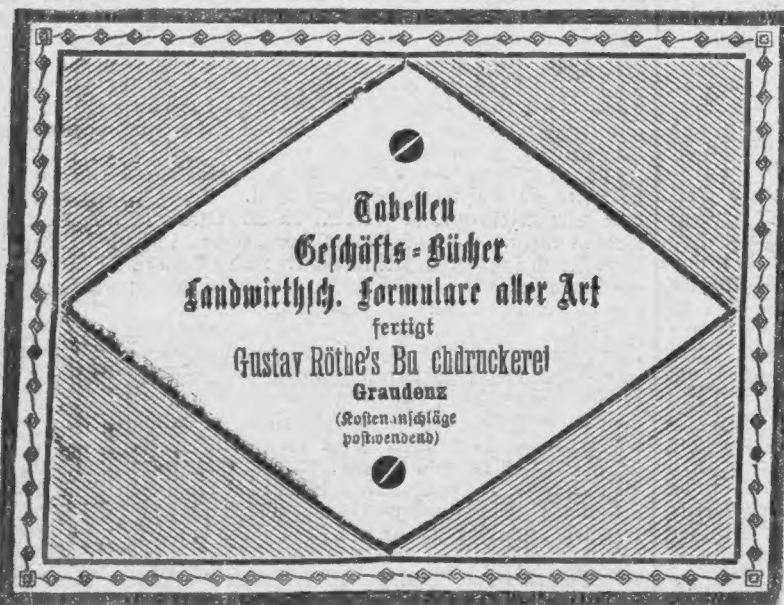 Tabellen
Geschäfts-Bücher
Landwirthsch. Formulare aller Art
fertigt
Gustav Röthe's Buchdruckerei
Graudenz
(Kostenanschläge
postwendend)